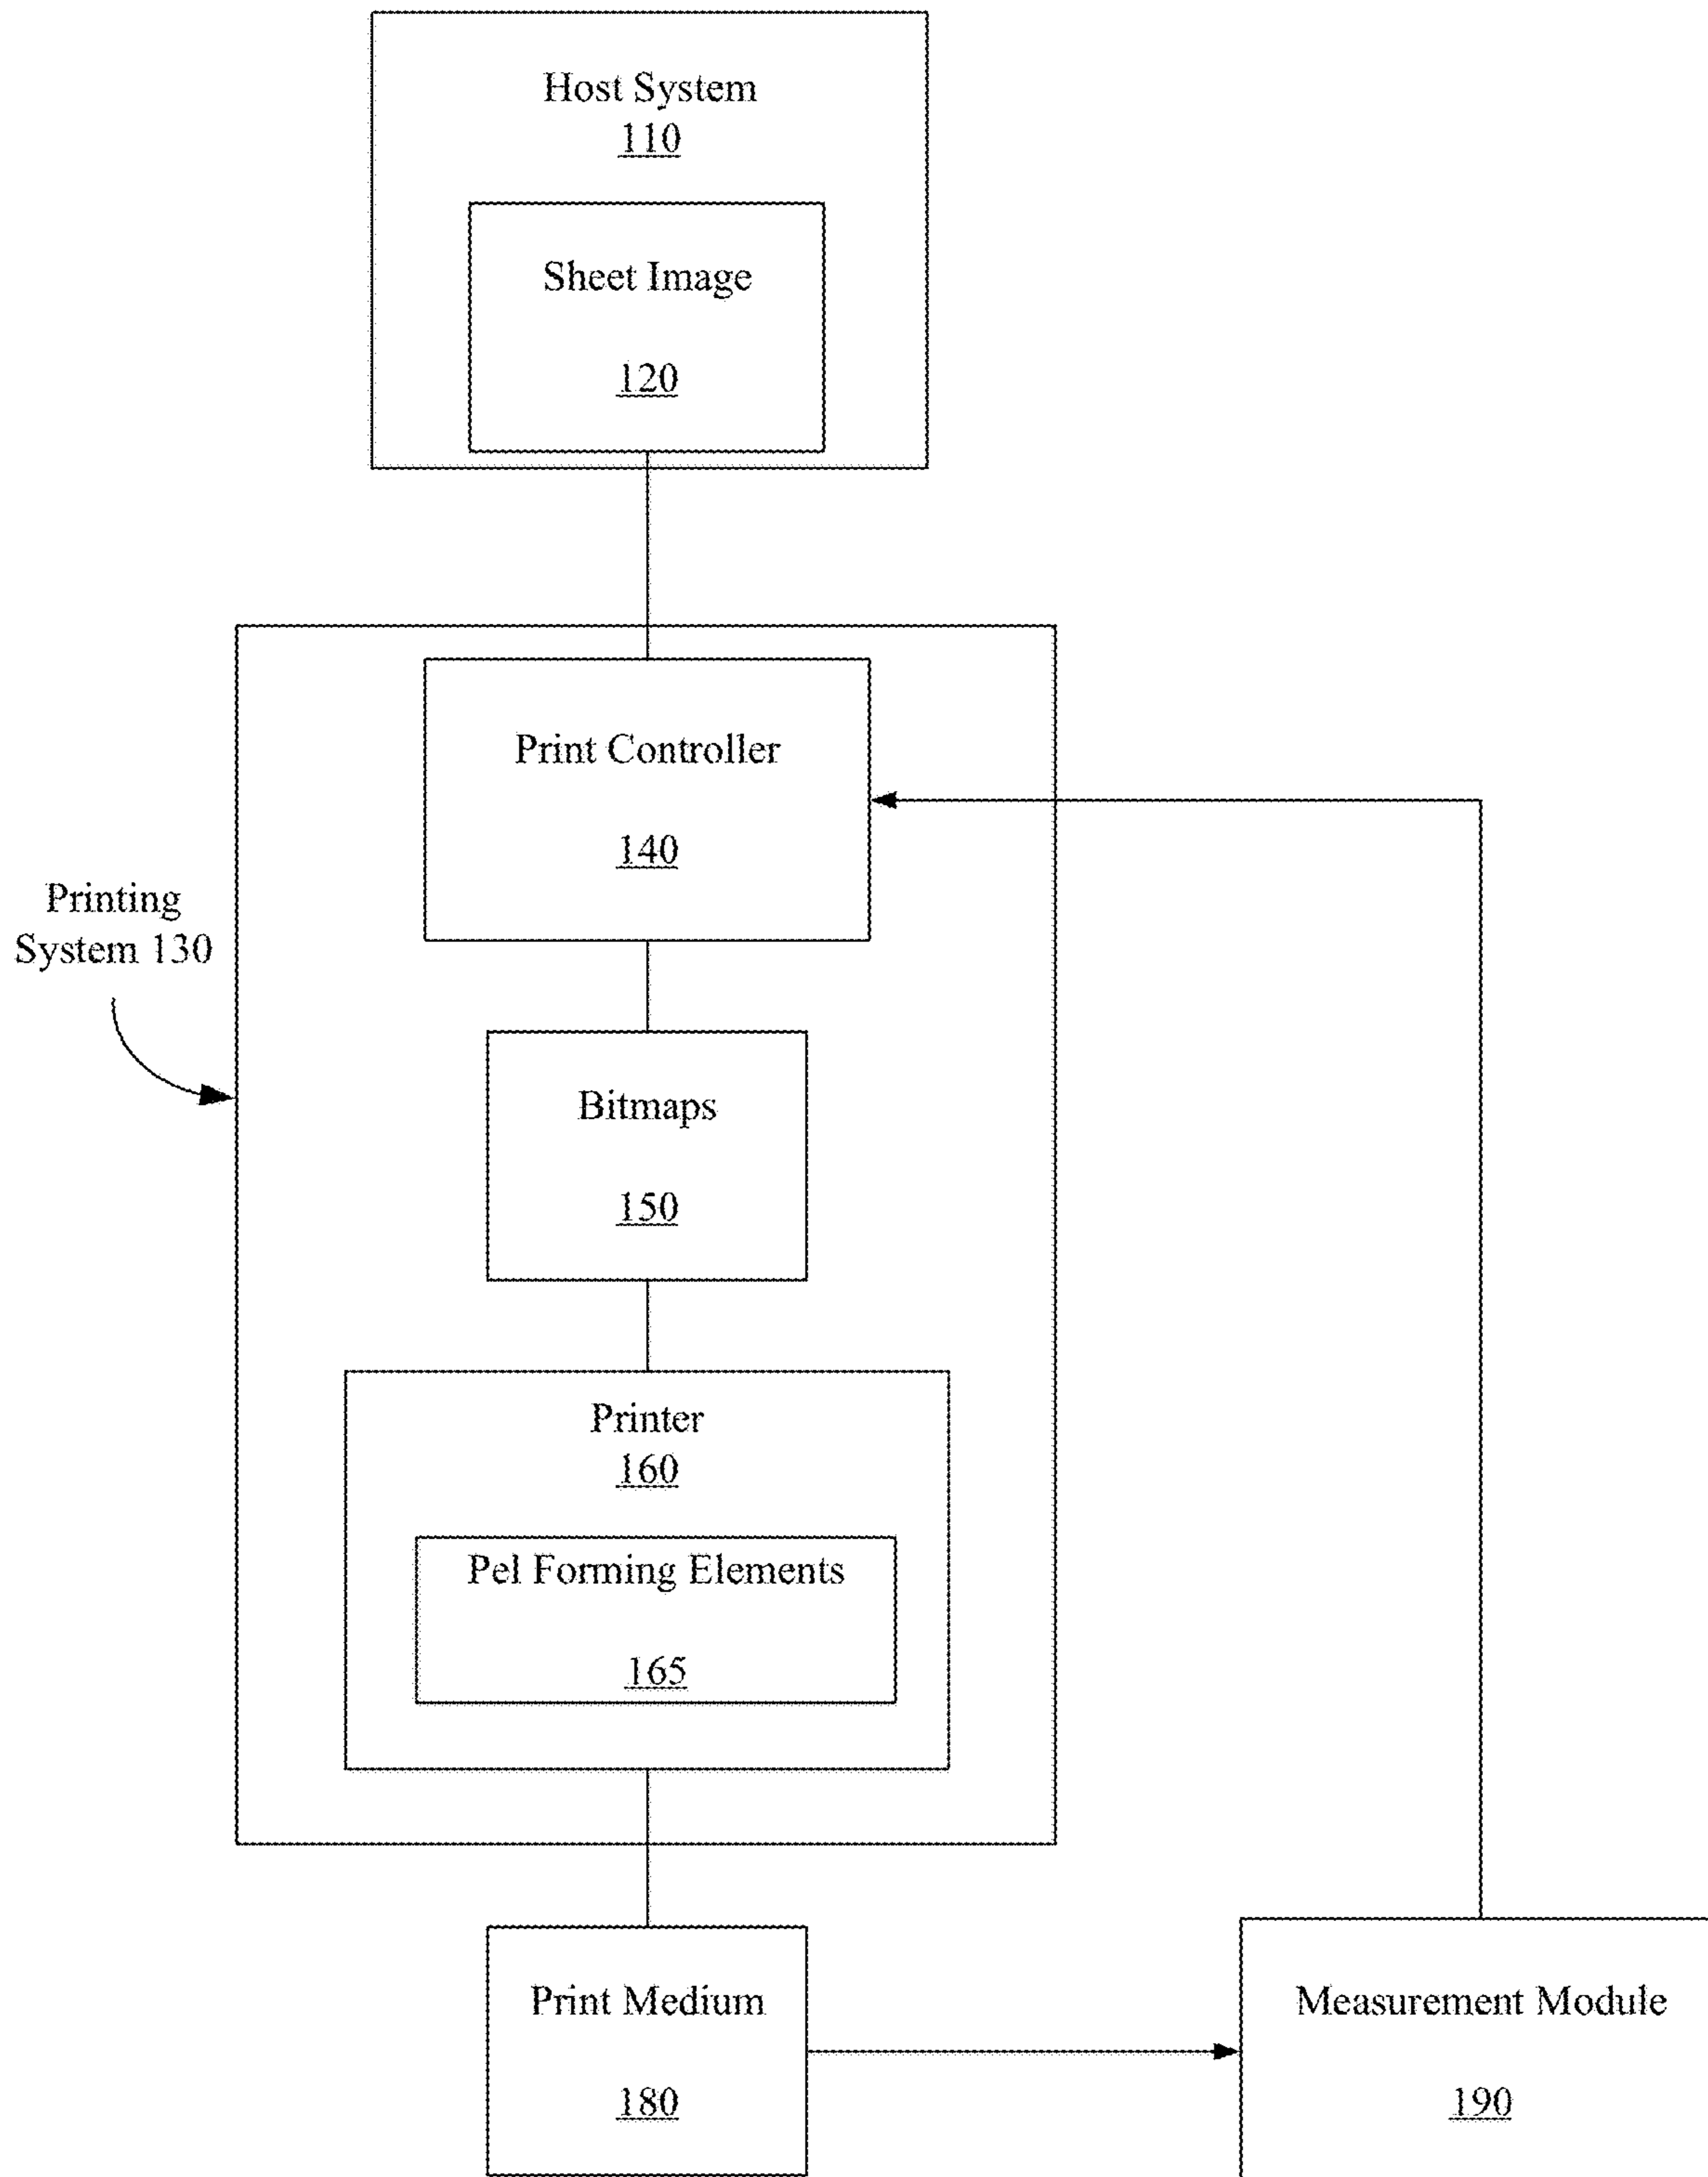 Host System
110
Sheet Image
120
Print Controller
140
Printing
System 130
Bitmaps
150
Printer
160
Pel Forming Elements
165
Print Medium
180
Measurement Module
190